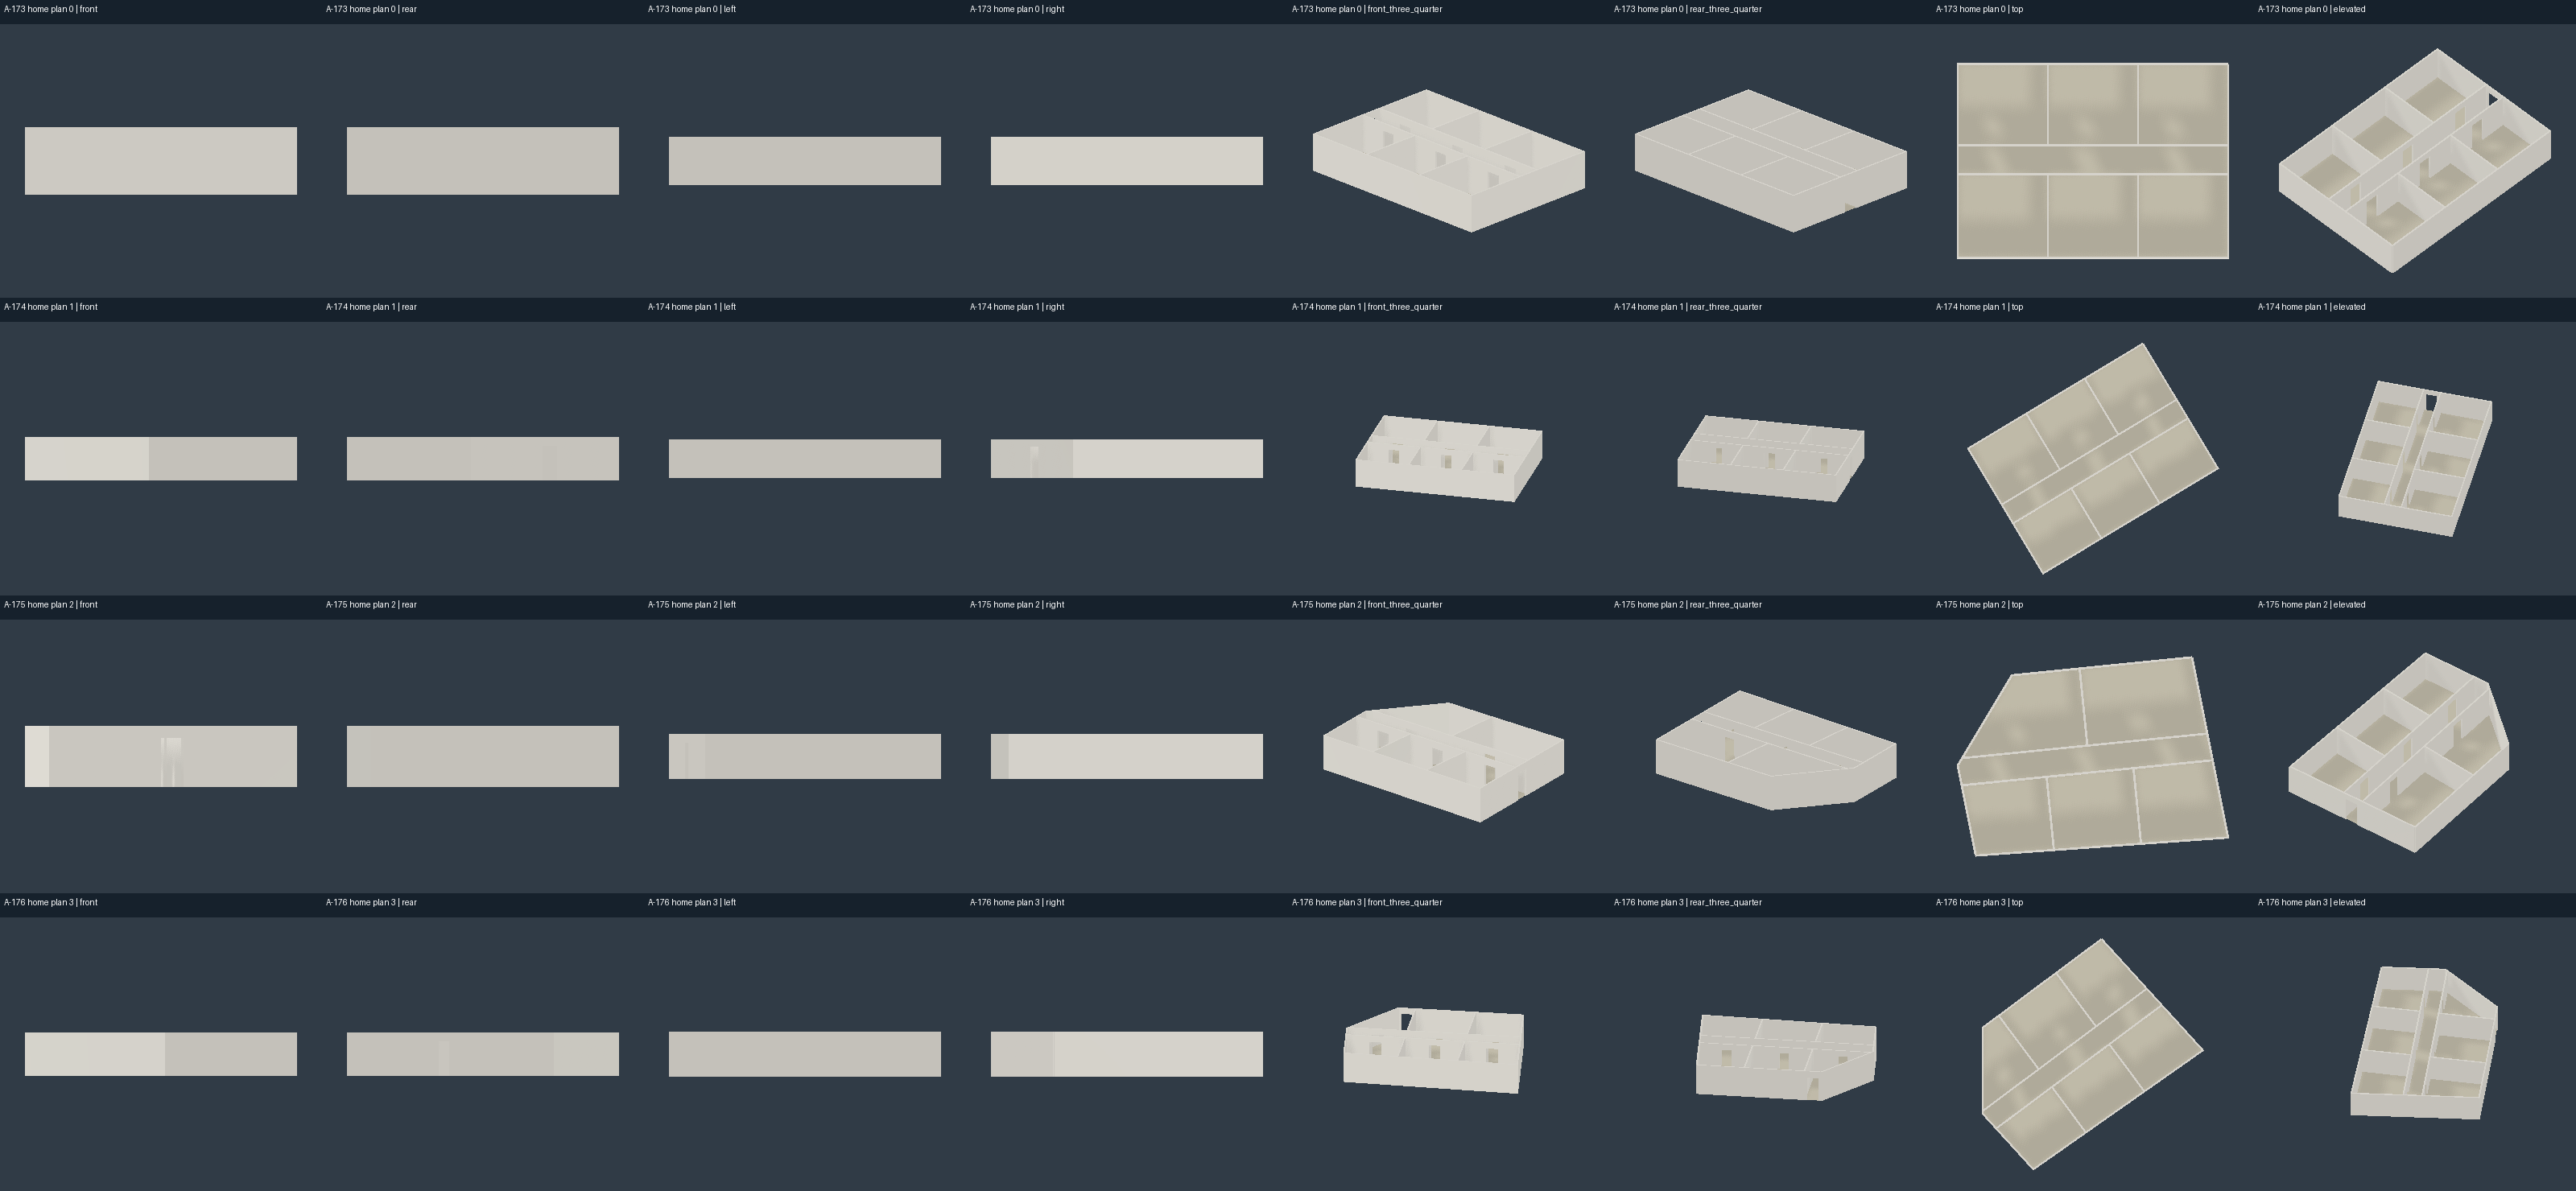 A-173 home plan 0 | front
A-173 home plan 0 | rear
A-173 home plan 0 | left
A-173 home plan 0 | right
A-173 home plan 0 | front_three_quarter
A-173 home plan 0 | rear_three_quarter
A-173 home plan 0 | top
A-173 home plan 0 | elevated
A-174 home plan 1 | front
A-174 home plan 1 | rear
A-174 home plan 1 | left
A-174 home plan 1 | right
A-174 home plan 1 | front_three_quarter
A-174 home plan 1 | rear_three_quarter
A-174 home plan 1 | top
A-174 home plan 1 | elevated
A-175 home plan 2 | front
A-175 home plan 2 | rear
A-175 home plan 2 | left
A-175 home plan 2 | right
A-175 home plan 2 | front_three_quarter
A-175 home plan 2 | rear_three_quarter
A-175 home plan 2 | top
A-175 home plan 2 | elevated
A-176 home plan 3 | front
A-176 home plan 3 | rear
A-176 home plan 3 | left
A-176 home plan 3 | right
A-176 home plan 3 | front_three_quarter
A-176 home plan 3 | rear_three_quarter
A-176 home plan 3 | top
A-176 home plan 3 | elevated